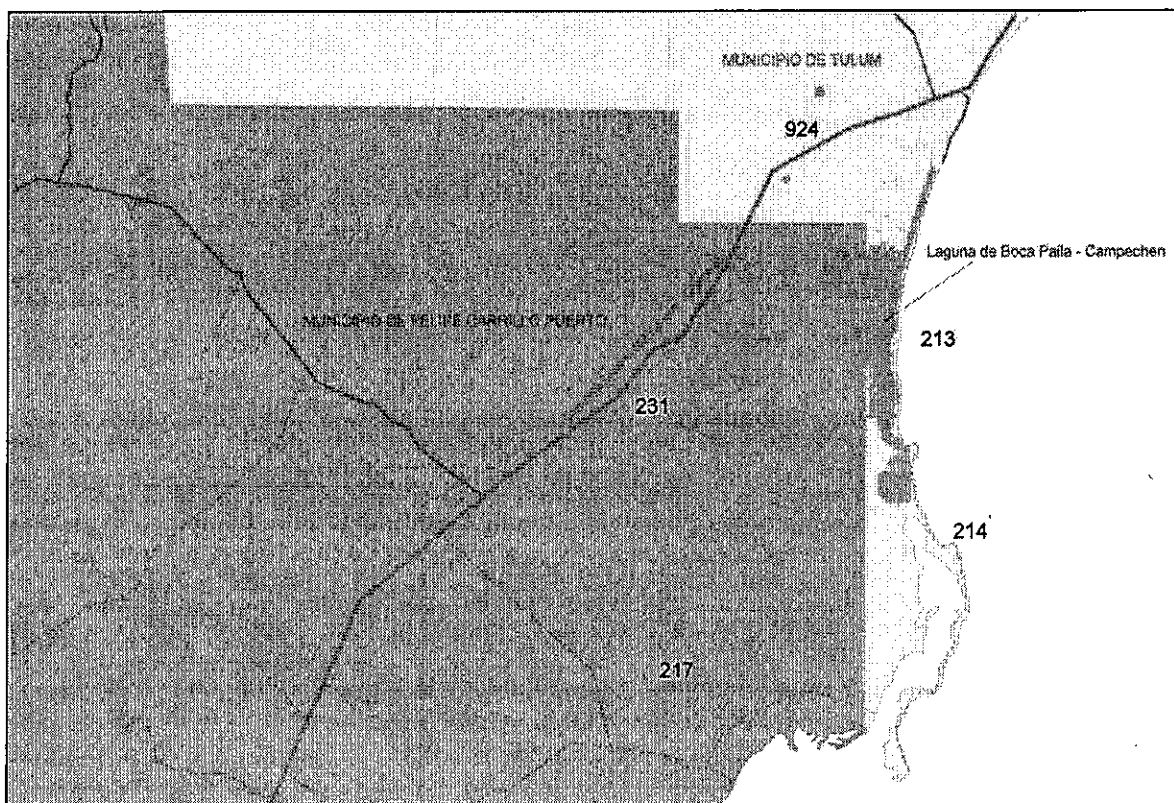 MUNICIPIO DE TULUM
924
Laguna de Boca Paila - Campechen
MUNICIPIO DE FELIPE CARRILLO PUERTO
213
231
214
217